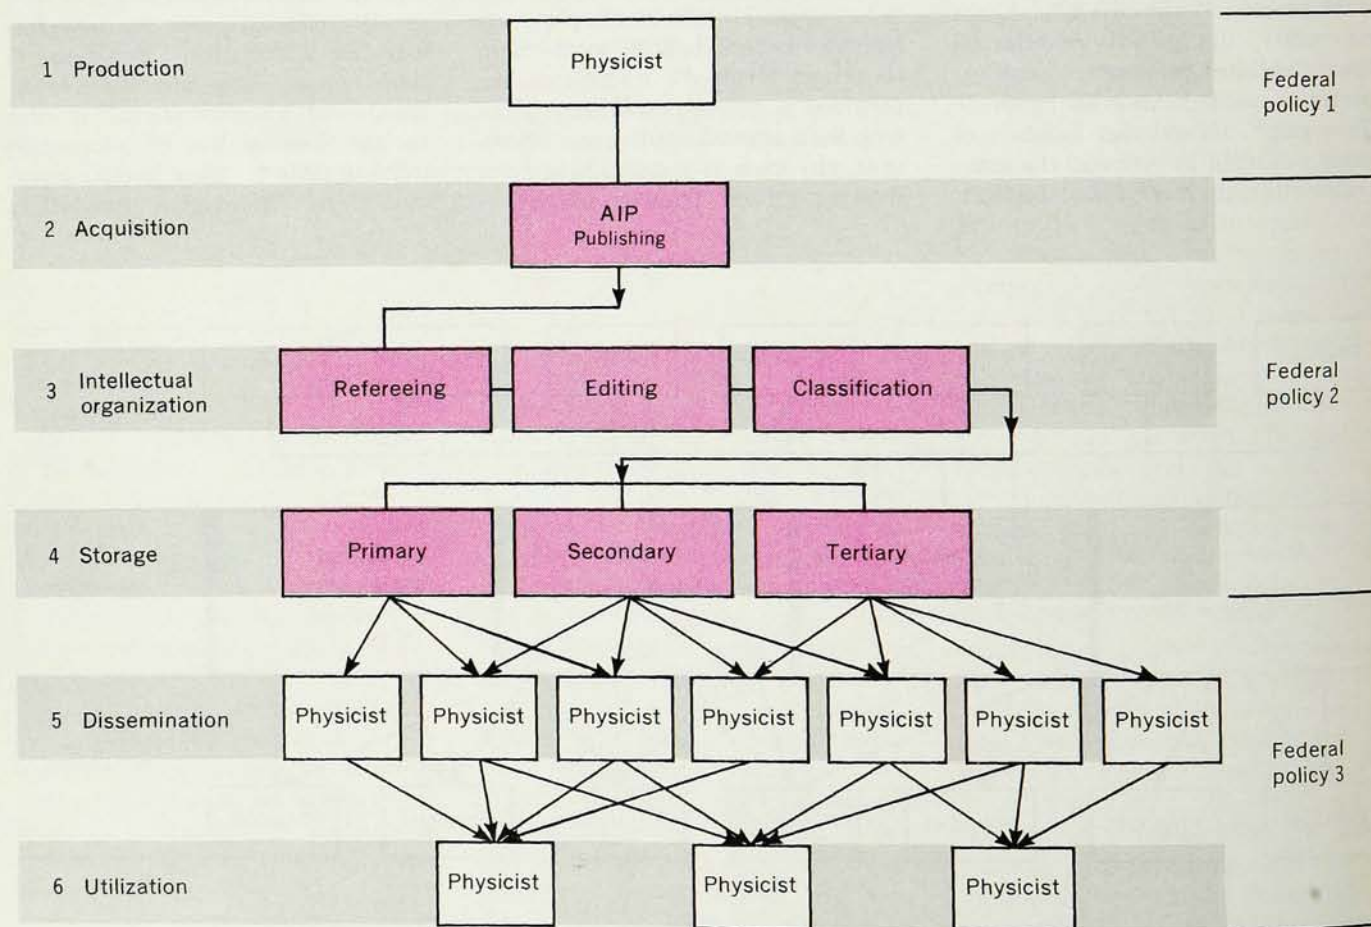 1 Production
Physicist
Federal
policy 1
2 Acquisition
AIP
Publishing
3 Intellectual
organization
Refereeing
Editing
Classification
Federal
policy 2
4 Storage
Primary
Secondary
Tertiary
5 Dissemination
Physicist
Physicist
Physicist
Physicist
Physicist
Physicist
Physicist
Federal
policy 3
6 Utilization
Physicist
Physicist
Physicist